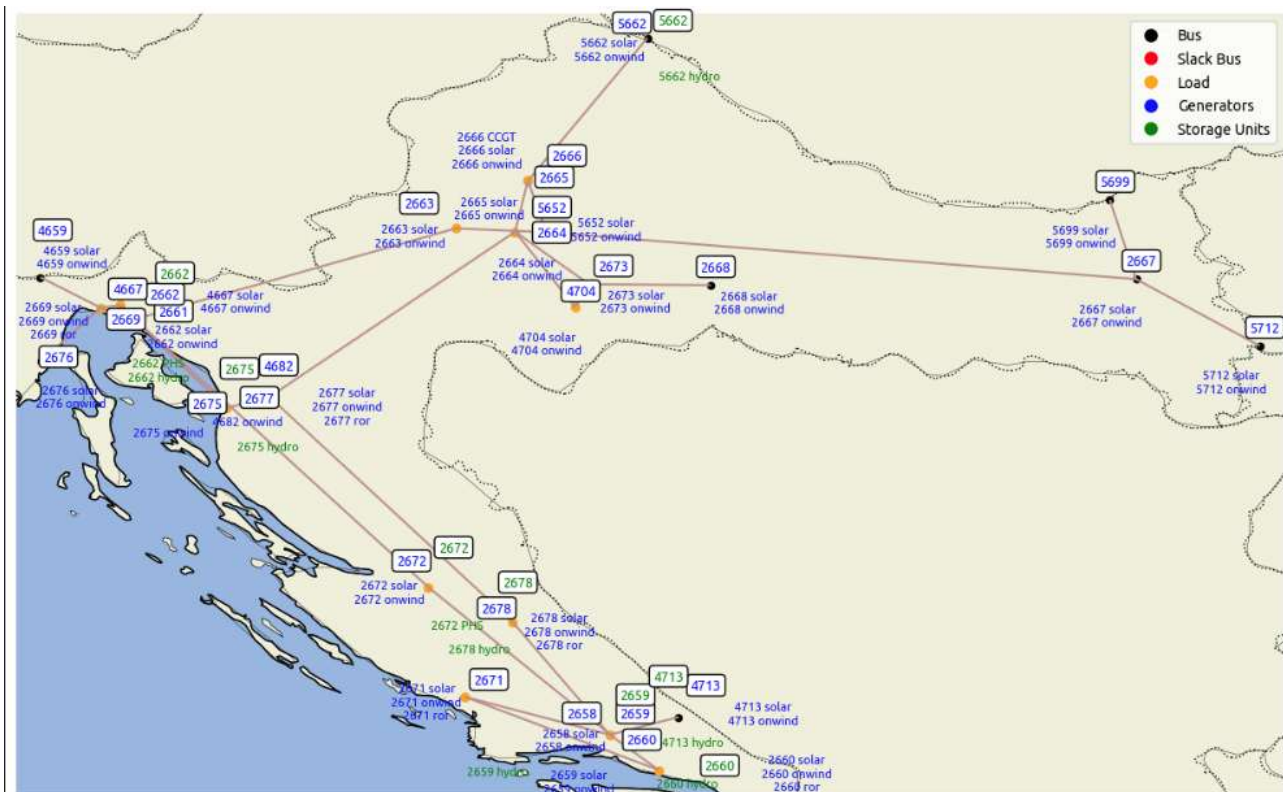 5662
5662
5662 solar
5662 onwind
5662 hydro
Bus
Slack Bus
Load
Generators
Storage Units
2666 CCGT
2666 solar
2666 onwind
2666
2665
2663
2665 solar
2665 onwind
5652
2664
5652 solar
5652 onwind
2663 solar
2663 onwind
5699
5699 solar
5699 onwind
4659
4659 solar
4659 onwind
2664 solar
2664 onwind
2673
2668
2667
2662
4667
2662
4667 solar
4667 onwind
2669
2661
2669 solar
2669 onwind
2669 ror
2662 solar
2662 onwind
4704
2673 solar
2673 onwind
2668 solar
2668 onwind
2667 solar
2667 onwind
4704 solar
4704 onwind
5712
5712 solar
5712 onwind
2676
2676 solar
2676 onwind
2662 PHS
2662 hydro
2675
4682
2675
2677
2677 solar
2677 onwind
2677 ror
4682 onwind
2675 onwind
2675 hydro
2672
2672
2672 solar
2672 onwind
2678
2678
2678 solar
2678 onwind
2678 ror
2672 PHS
2678 hydro
2671
2671 solar
2671 onwind
2671 ror
4713
4713
2659
2658
2659
4713 solar
4713 onwind
2658 solar
2658 onwind
2660
4713 hydro
2659 hydro
2659 solar
2660
2660 hydro
2660 solar
2660 onwind
2660 ror